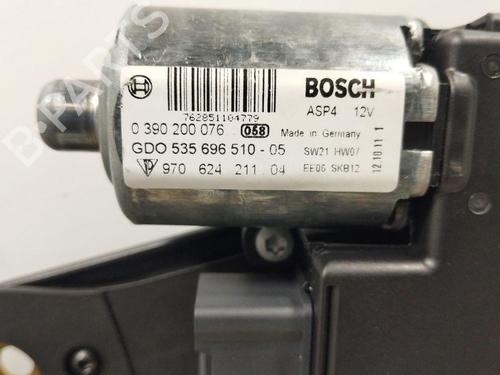 B-PARTS
762851104779
BOSCH
ASP4 12V
0 390 200 076 058 Made in Germany
GDO 535 696 510 - 05 SW21 HW07
970 624 211 04 EE06 SKB12
12.10.11 1